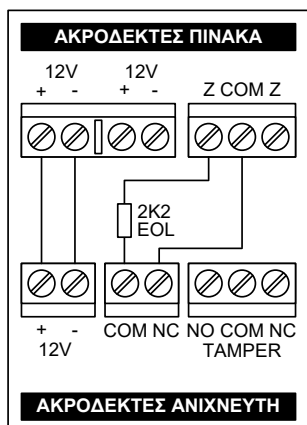 ΑΚΡΟΔΕΚΤΕΣ ΠΙΝΑΚΑ
12V 12V
+ - + - Z COM Z
2K2
EOL
+ - COM NC NO COM NC
12V TAMPER
ΑΚΡΟΔΕΚΤΕΣ ΑΝΙΧΝΕΥΤΗ